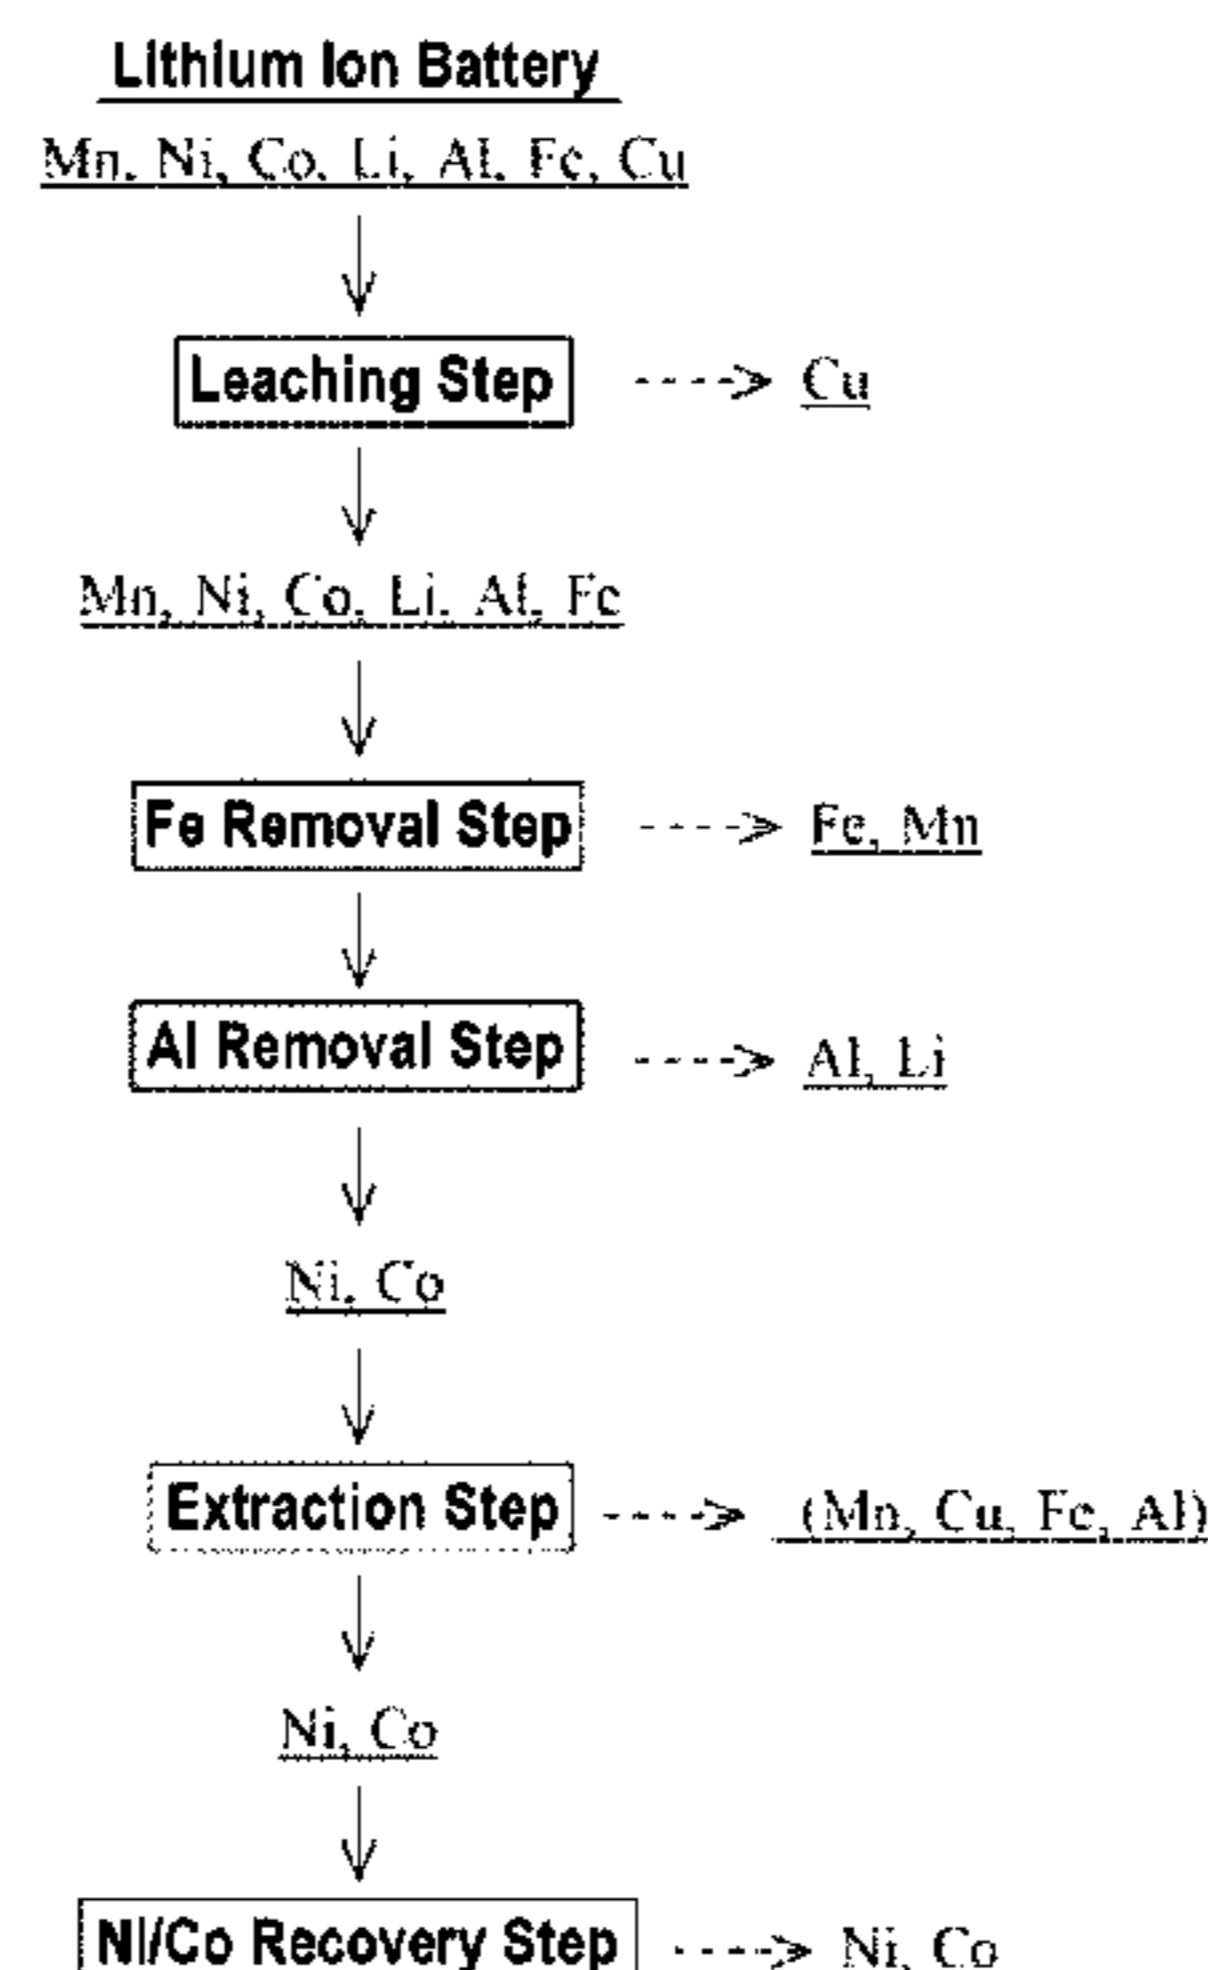 Lithium Ion Battery
Mn, Ni, Co, Li, Al, Fe, Cu
Leaching Step
Cu
Mn, Ni, Co, Li, Al, Fe
Fe Removal Step
Fe, Mn
Al Removal Step
Al, Li
Ni, Co
Extraction Step
(Mn, Cu, Fe, Al)
Ni, Co
Ni/Co Recovery Step
Ni, Co